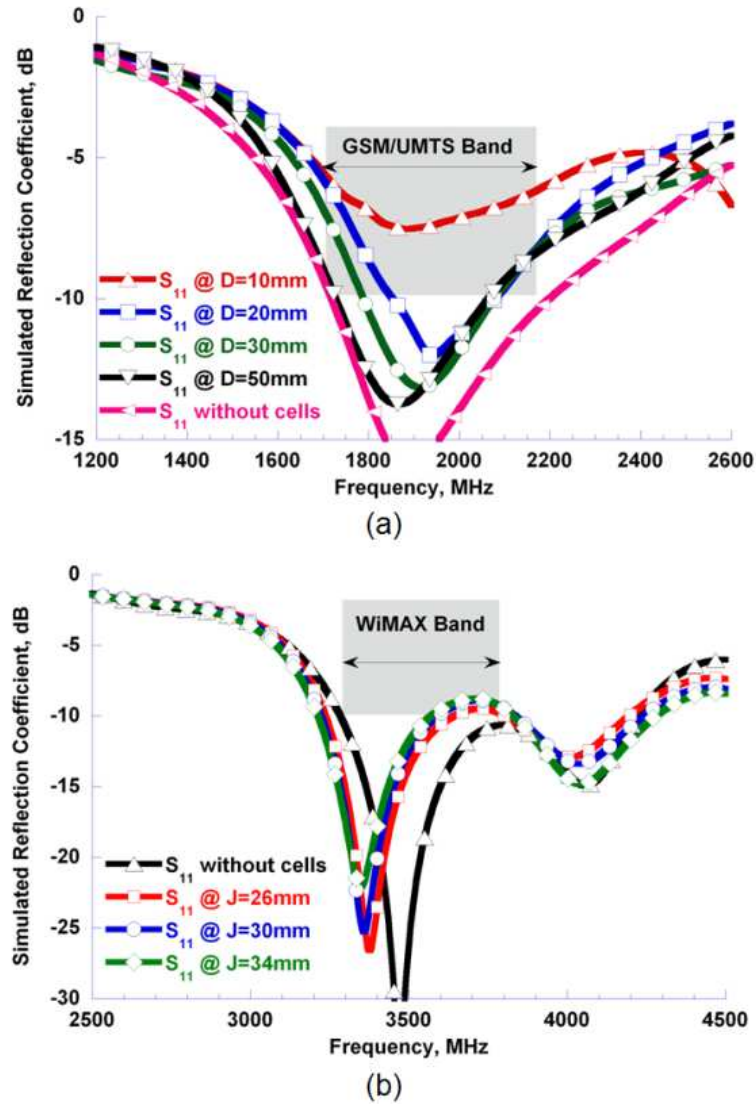 0
-5
-10
-15
Simulated Reflection Coefficient, dB
GSM/UMTS Band
S11 @ D=10mm
S11 @ D=20mm
S11 @ D=30mm
S11 @ D=50mm
S11 without cells
1200 1400 1600 1800 2000 2200 2400 2600
Frequency, MHz
(a)
0
-5
-10
-15
-20
-25
-30
Simulated Reflection Coefficient, dB
WiMAX Band
S11 without cells
S11 @ J=26mm
S11 @ J=30mm
S11 @ J=34mm
2500 3000 3500 4000 4500
Frequency, MHz
(b)